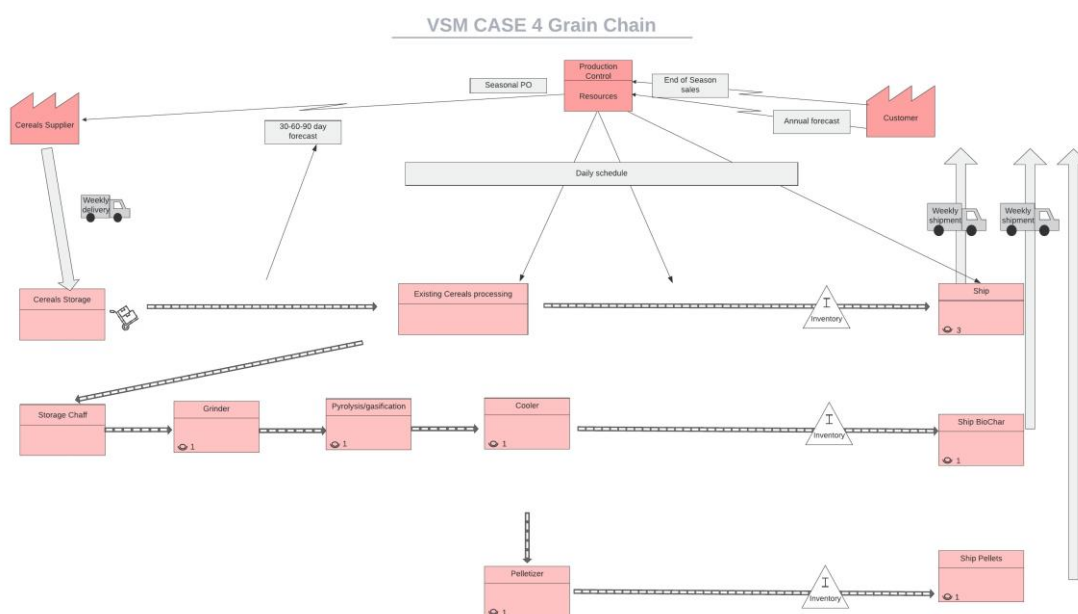 VSM CASE 4 Grain Chain
Production
Control
Resources
Seasonal PO
End of Season
sales
Annual forecast
Cereals Supplier
30-60-90 day
forecast
Customer
Daily schedule
Weekly
delivery
Weekly
shipment
Weekly
shipment
Cereals Storage
Existing Cereals processing
I
Inventory
Ship
3
Storage Chaff
Grinder
1
Pyrolysis/gasification
1
Cooler
1
I
Inventory
Ship BioChar
1
Pelletizer
1
I
Inventory
Ship Pellets
1